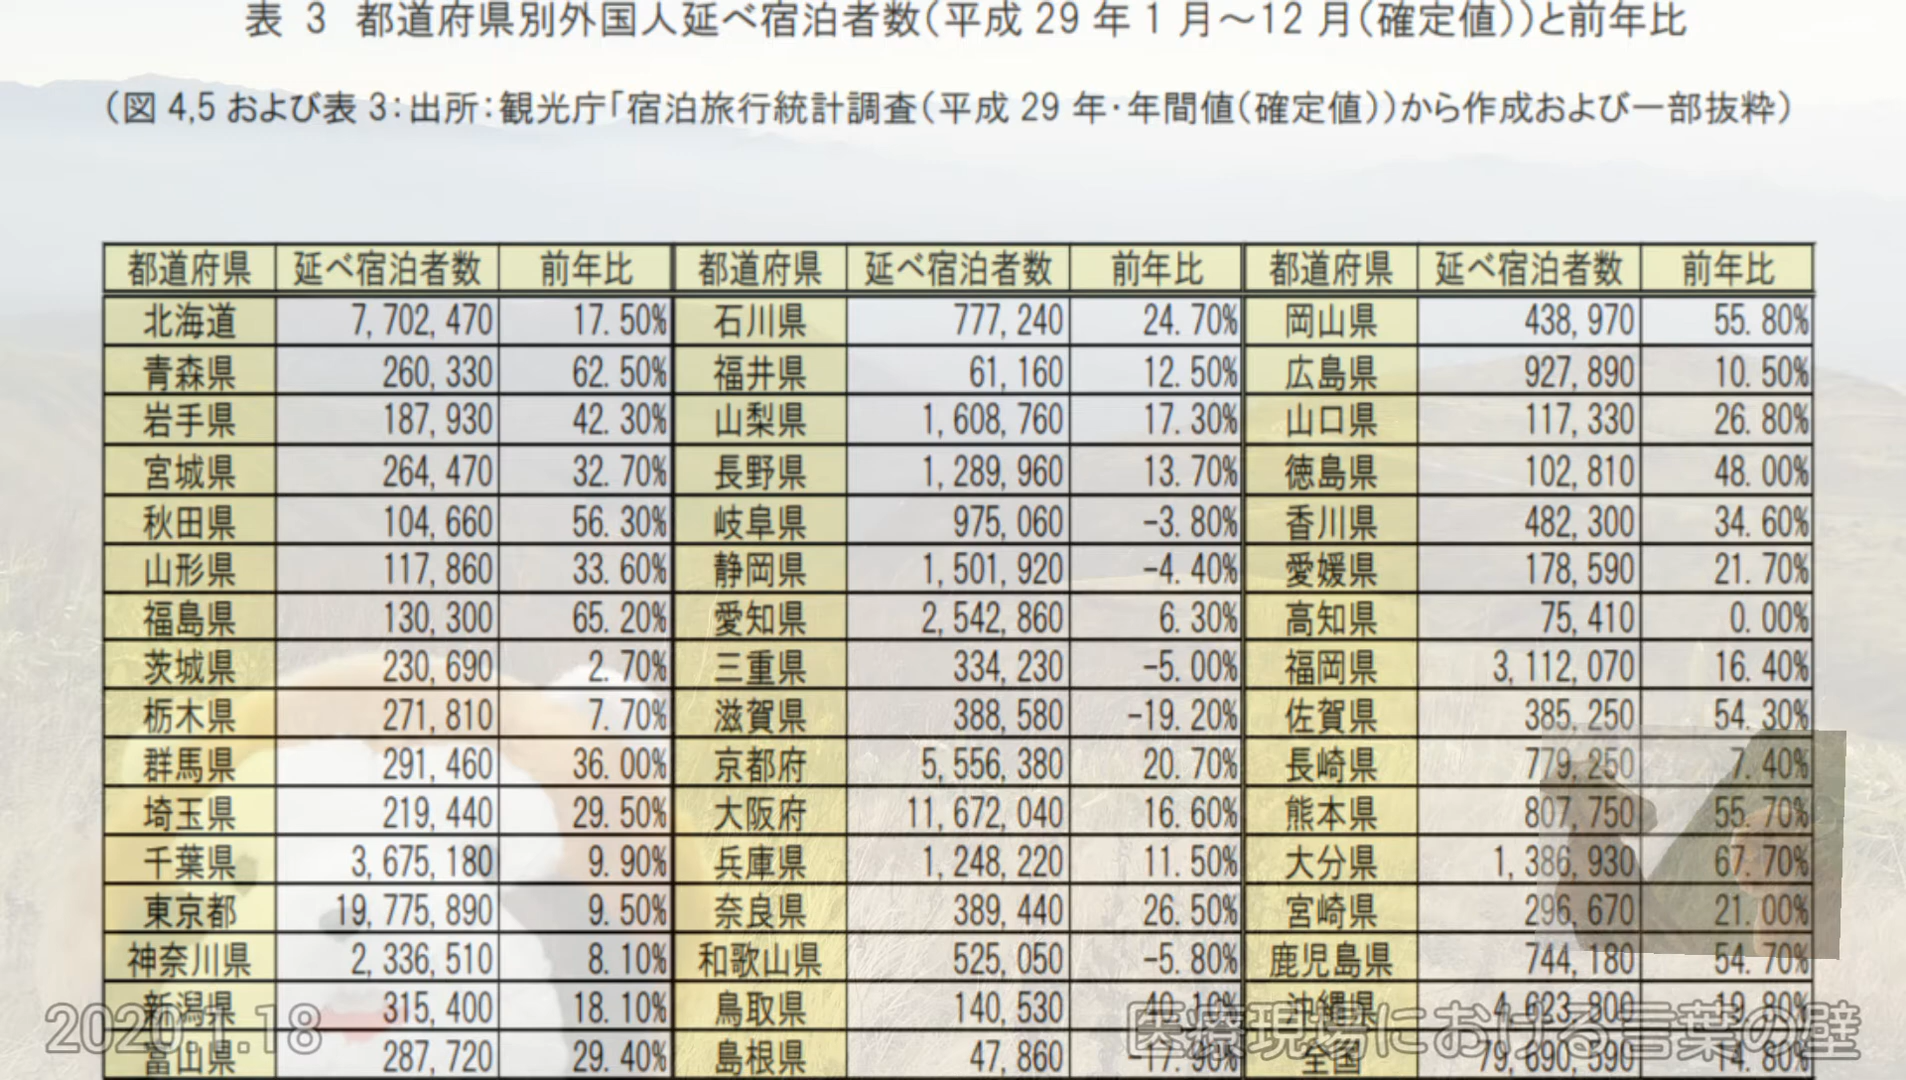 表 3 都道府県別外国人延べ宿泊者数(平成 29 年 1 月～12 月(確定値))と前年比
(図 4,5 および表 3:出所:観光庁「宿泊旅行統計調査(平成 29 年・年間値(確定値))から作成および一部抜粋)
都道府県 延べ宿泊者数 前年比 都道府県 延べ宿泊者数 前年比 都道府県 延べ宿泊者数 前年比
北海道 7,702,470 17.50% 石川県 777,240 24.70% 岡山県 438,970 55.80%
青森県 260,330 62.50% 福井県 61,160 12.50% 広島県 927,890 10.50%
岩手県 187,930 42.30% 山梨県 1,608,760 17.30% 山口県 117,330 26.80%
宮城県 264,470 32.70% 長野県 1,289,960 13.70% 徳島県 102,810 48.00%
秋田県 104,660 56.30% 岐阜県 975,060 -3.80% 香川県 482,300 34.60%
山形県 117,860 33.60% 静岡県 1,501,920 -4.40% 愛媛県 178,590 21.70%
福島県 130,300 65.20% 愛知県 2,542,860 6.30% 高知県 75,410 0.00%
茨城県 230,690 2.70% 三重県 334,230 -5.00% 福岡県 3,112,070 16.40%
栃木県 271,810 7.70% 滋賀県 388,580 -19.20% 佐賀県 385,250 54.30%
群馬県 291,460 36.00% 京都府 5,556,380 20.70% 長崎県 779,250 7.40%
埼玉県 219,440 29.50% 大阪府 11,672,040 16.60% 熊本県 807,750 55.70%
千葉県 3,675,180 9.90% 兵庫県 1,248,220 11.50% 大分県 1,386,930 67.70%
東京都 19,775,890 9.50% 奈良県 389,440 26.50% 宮崎県 296,670 21.00%
神奈川県 2,336,510 8.10% 和歌山県 525,050 -5.80% 鹿児島県 744,180 54.70%
新潟県 315,400 18.10% 鳥取県 140,530 40.10% 沖縄県 4,623,800 19.80%
富山県 287,720 29.40% 島根県 47,860 -17.90% 全国 79,690,590 14.80%
2020.1.18 医療現場における言葉の壁